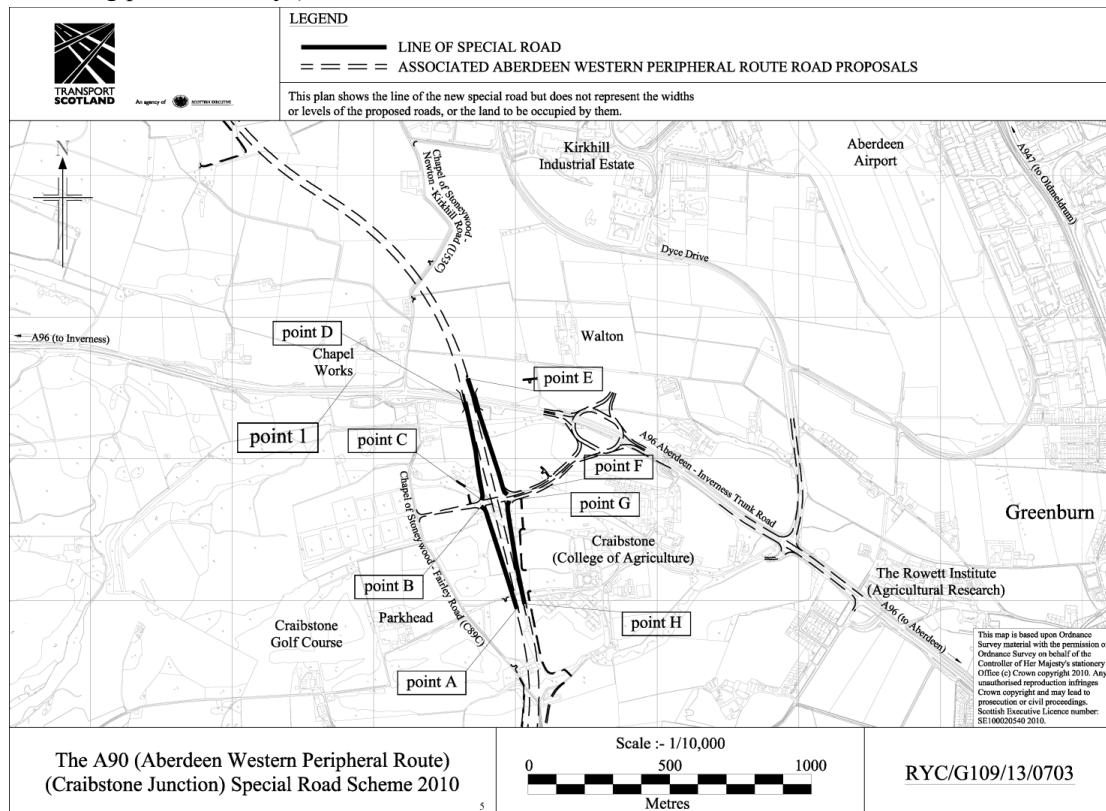 LEGEND
LINE OF SPECIAL ROAD
ASSOCIATED ABERDEEN WESTERN PERIPHERAL ROUTE ROAD PROPOSALS
TRANSPORT
SCOTLAND
An agency of
SCOTTISH EXECUTIVE
This plan shows the line of the new special road but does not represent the widths
or levels of the proposed roads, or the land to be occupied by them.
N
Kirkhill
Industrial Estate
Aberdeen
Airport
A947 (to Oldmeldrum)
Chapel of Stoneywood -
Newton - Kirkhill Road (U53C)
Dyce Drive
A96 (to Inverness)
point D
Chapel
Works
Walton
point E
point 1
point C
A96 Aberdeen - Inverness Trunk Road
point F
point G
Chapel of Stoneywood - Fairley Road (C89C)
Greenburn
Craibstone
(College of Agriculture)
point B
The Rowett Institute
(Agricultural Research)
Parkhead
A96 (to Aberdeen)
Craibstone
Golf Course
point H
point A
This map is based upon Ordnance
Survey material with the permission of
Ordnance Survey on behalf of the
Controller of Her Majesty's stationery
Office (c) Crown copyright 2010. Any
unauthorised reproduction infringes
Crown copyright and may lead to
prosecution or civil proceedings.
Scottish Executive Licence number:
SE100020540 2010.
The A90 (Aberdeen Western Peripheral Route)
(Craibstone Junction) Special Road Scheme 2010
5
Scale :- 1/10,000
0 500 1000
Metres
RYC/G109/13/0703